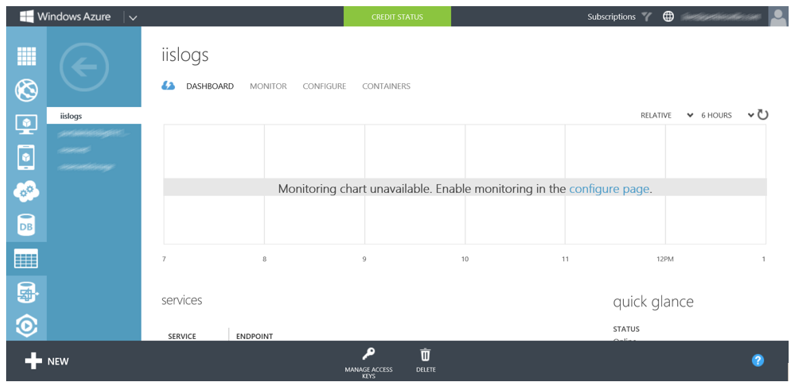 Windows Azure
CREDIT STATUS
Subscriptions
iislogs
DASHBOARD MONITOR CONFIGURE CONTAINERS
iislogs
RELATIVE 6 HOURS
Monitoring chart unavailable. Enable monitoring in the configure page.
7 8 9 10 11 12PM 1
services
quick glance
STATUS
SERVICE ENDPOINT
Online
DB
NEW
MANAGE ACCESS
KEYS
DELETE
?